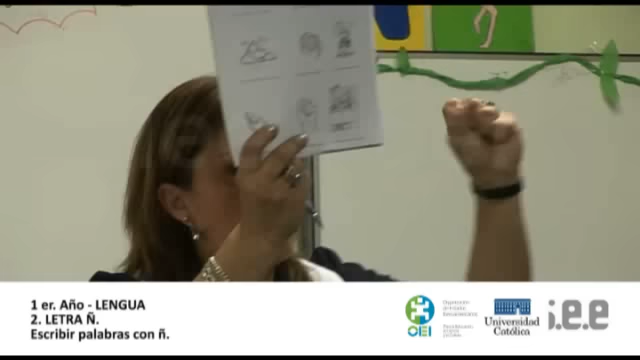 1 er. Año - LENGUA
2. LETRA Ñ.
Escribir palabras con ñ.
OEI
Universidad
Católica
i.e.e